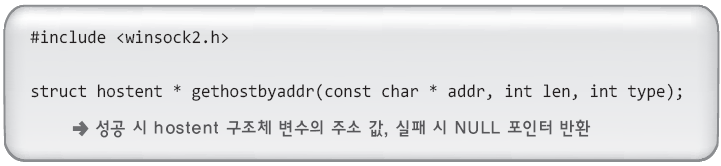 #include <winsock2.h>
struct hostent * gethostbyaddr(const char * addr, int len, int type);
➔ 성공 시 hostent 구조체 변수의 주소 값, 실패 시 NULL 포인터 반환